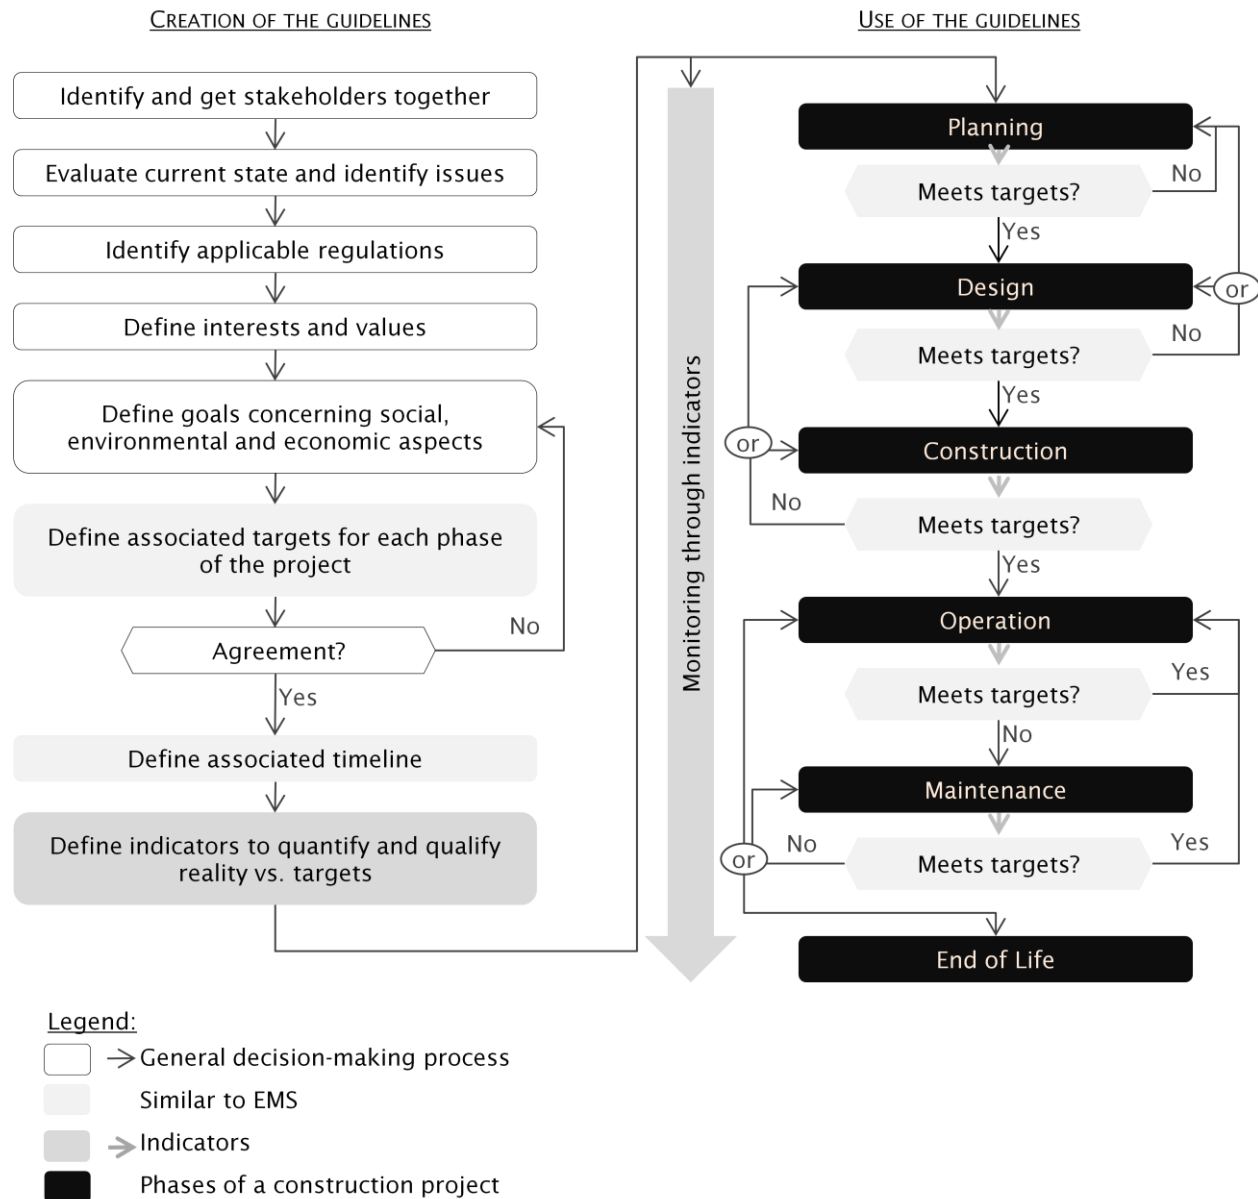 CREATION OF THE GUIDELINES
Identify and get stakeholders together
Evaluate current state and identify issues
Identify applicable regulations
Define interests and values
Define goals concerning social,
environmental and economic aspects
Define associated targets for each phase
of the project
Agreement?
No
Yes
Define associated timeline
Define indicators to quantify and qualify
reality vs. targets
USE OF THE GUIDELINES
Monitoring through indicators
Planning
Meets targets?
No
Yes
Design
or
Meets targets?
No
Yes
or
Construction
No
Meets targets?
Yes
Operation
Meets targets?
Yes
No
Maintenance
or
No
Meets targets?
Yes
End of Life
Legend:
General decision-making process
Similar to EMS
Indicators
Phases of a construction project